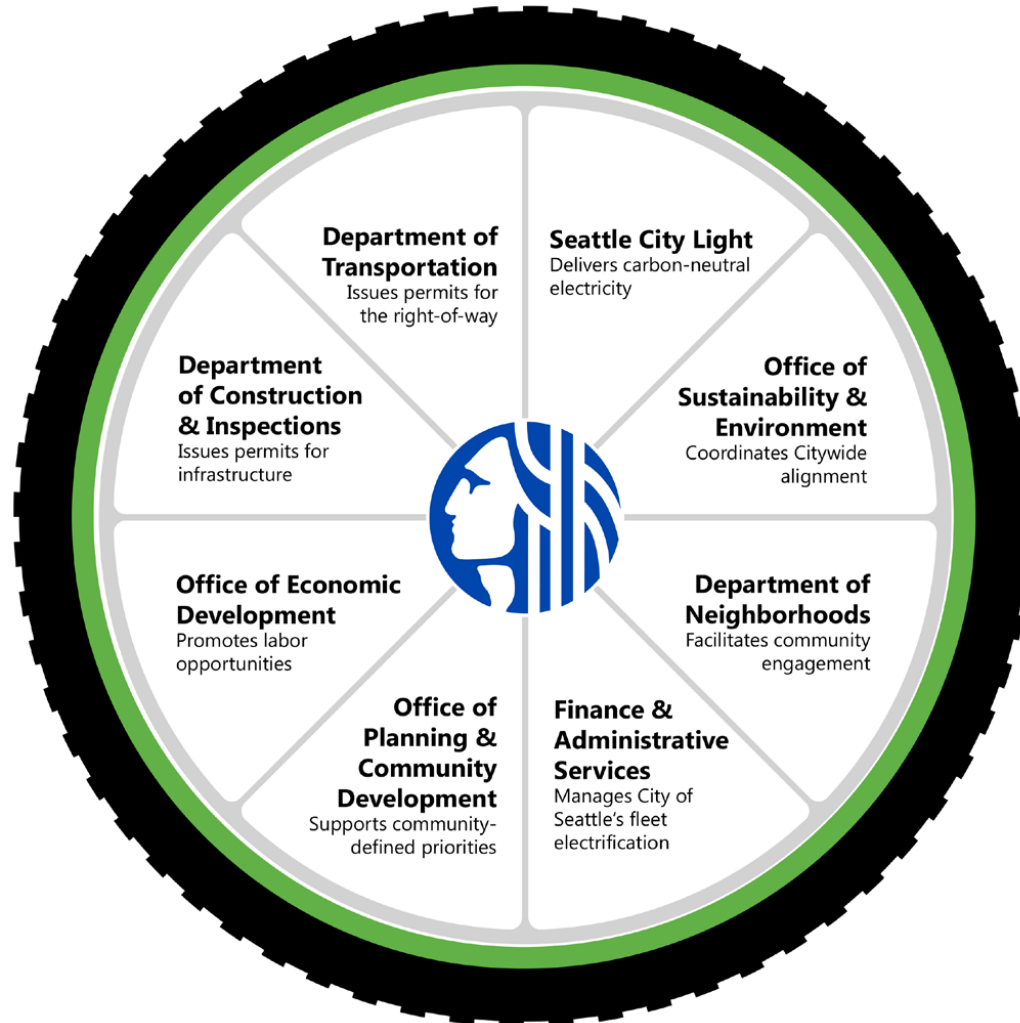 Department of
Transportation
Issues permits for
the right-of-way
Seattle City Light
Delivers carbon-neutral
electricity
Department
of Construction
& Inspections
Issues permits for
infrastructure
Office of
Sustainability &
Environment
Coordinates Citywide
alignment
Office of Economic
Development
Promotes labor
opportunities
Department of
Neighborhoods
Facilitates community
engagement
Office of
Planning &
Community
Development
Supports community-
defined priorities
Finance &
Administrative
Services
Manages City of
Seattle‘s fleet
electrification